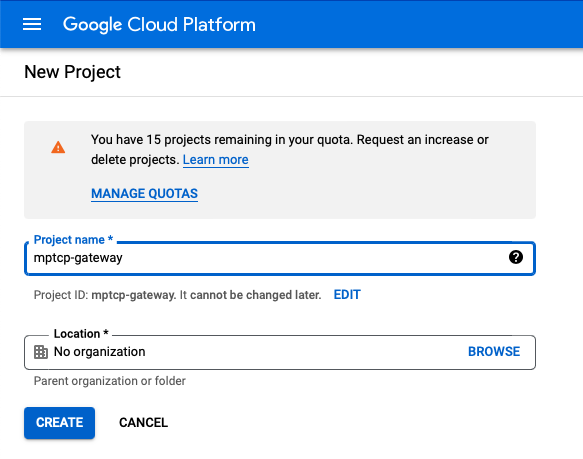 Google Cloud Platform
New Project
You have 15 projects remaining in your quota. Request an increase or
delete projects. Learn more
MANAGE QUOTAS
Project name *
mptcp-gateway
Project ID: mptcp-gateway. It cannot be changed later. EDIT
Location *
No organization BROWSE
Parent organization or folder
CREATE CANCEL